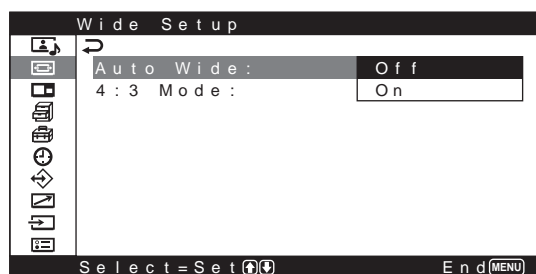 Wide Setup
Auto Wide: Off
4:3 Mode: On
Select=Set End MENU